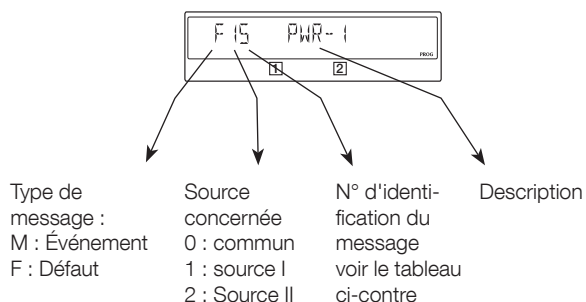 F15 PWR-1
PROG
1 2
Type de
message :
M : Événement
F : Défaut
Source
concernée
0 : commun
1 : source I
2 : Source II
N° d'identi-
fication du
message
voir le tableau
ci-contre
Description